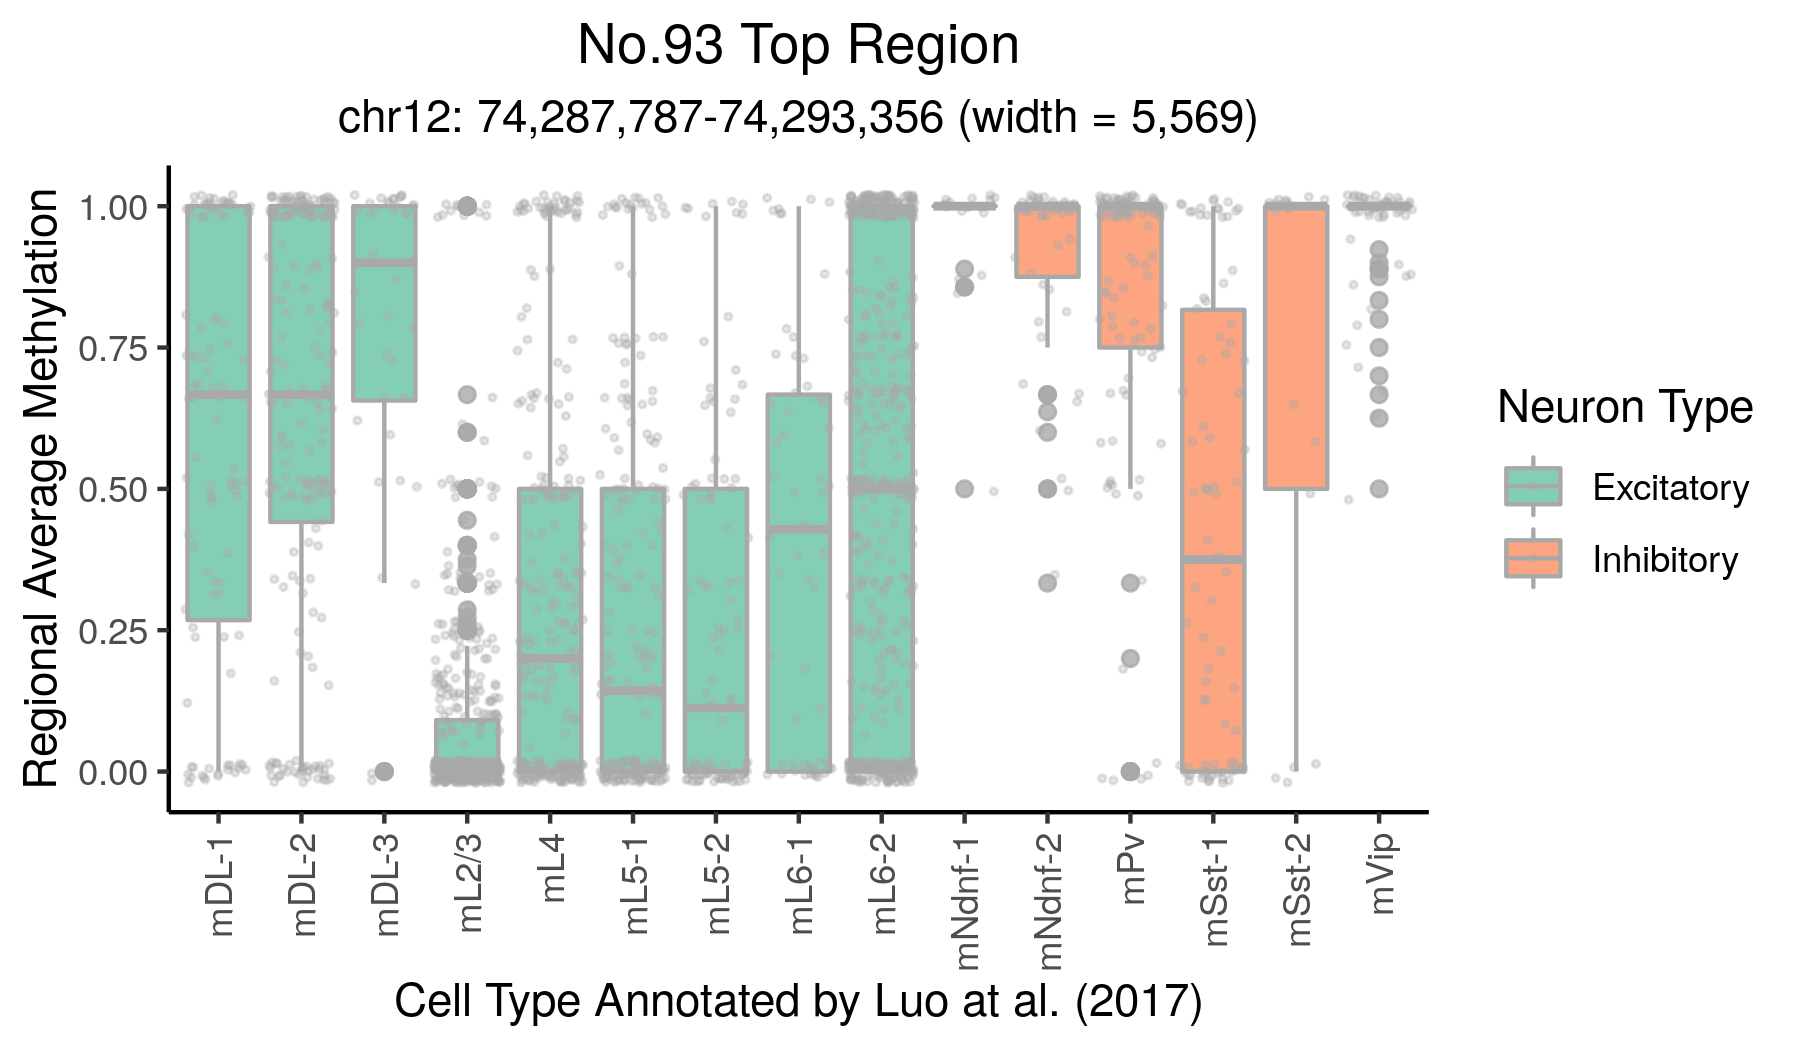 No.93 Top Region
chr12: 74,287,787-74,293,356 (width = 5,569)
Regional Average Methylation
1.00
0.75
0.50
0.25
0.00
mDL-1
mDL-2
mDL-3
mL2/3
mL4
mL5-1
mL5-2
mL6-1
mL6-2
mNdnf-1
mNdnf-2
mPv
mSst-1
mSst-2
mVip
Cell Type Annotated by Luo at al. (2017)
Neuron Type
Excitatory
Inhibitory